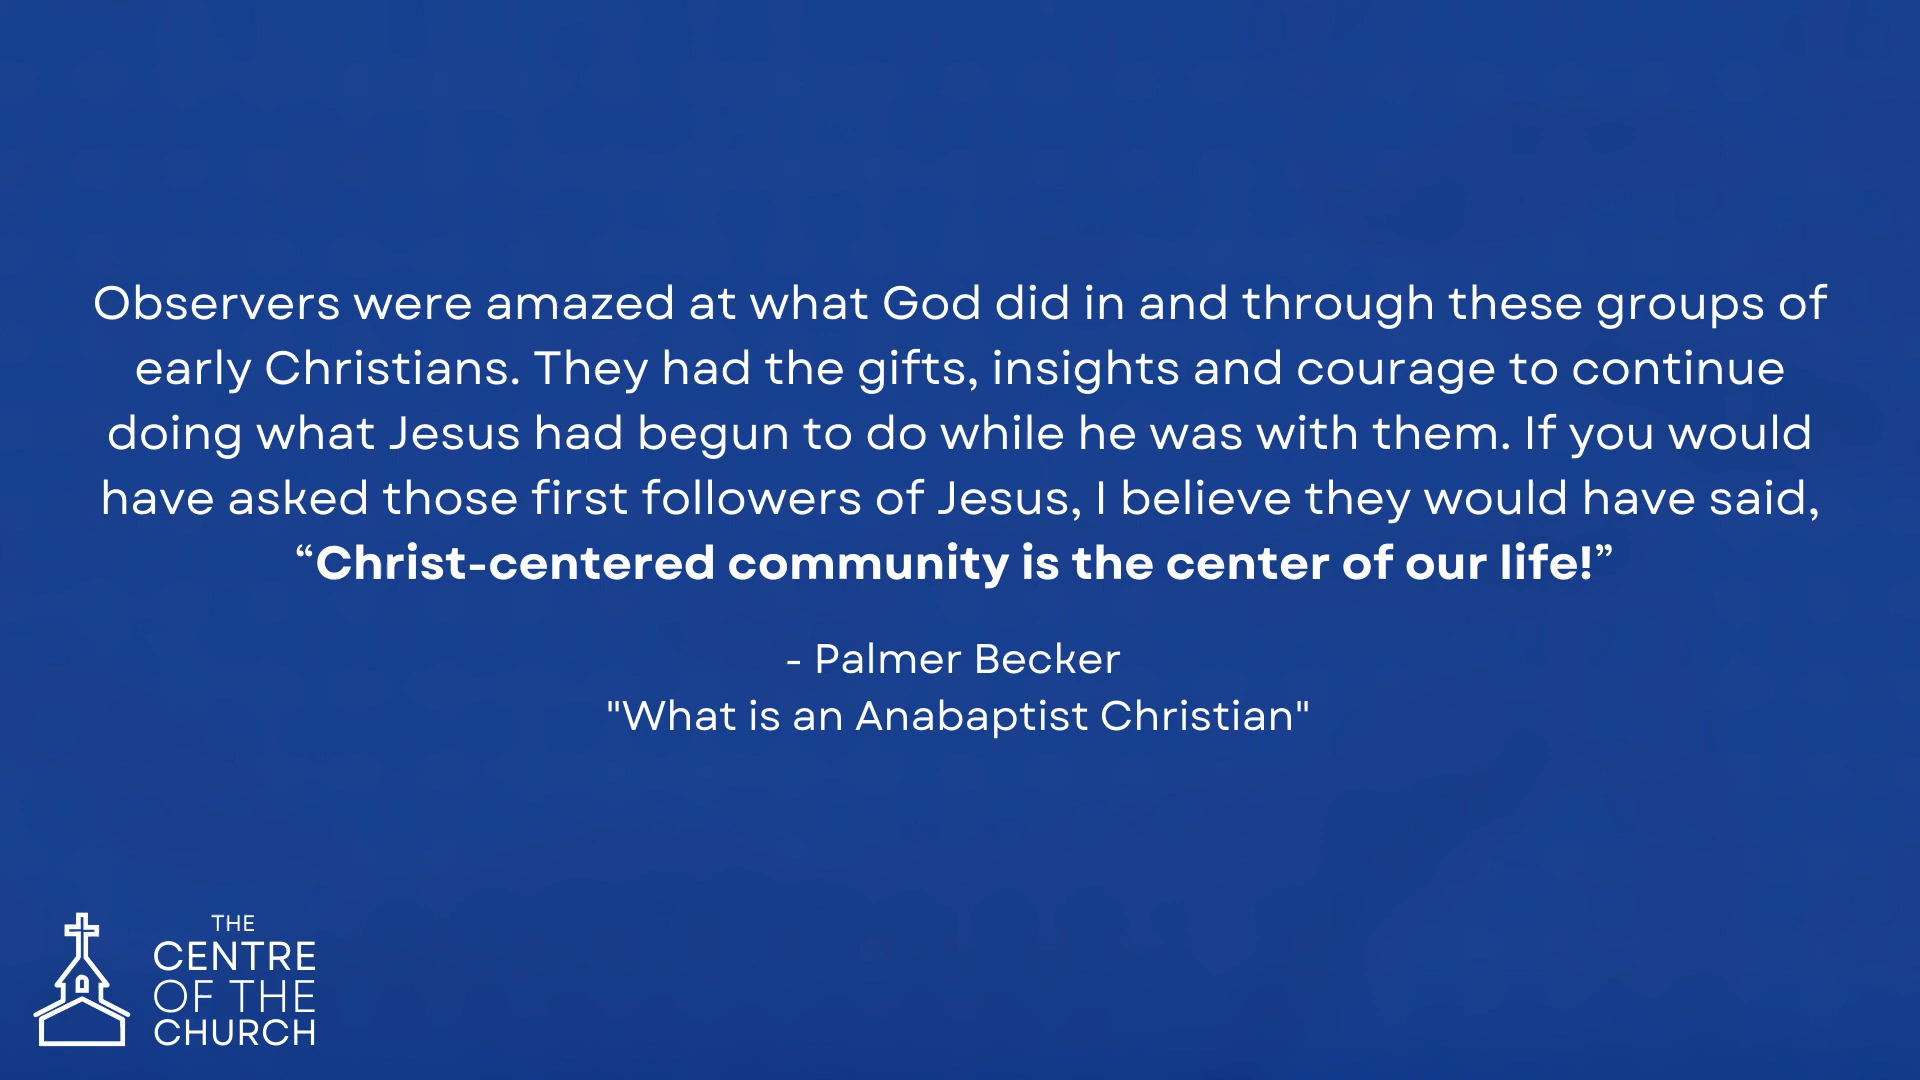 Observers were amazed at what God did in and through these groups of
early Christians. They had the gifts, insights and courage to continue
doing what Jesus had begun to do while he was with them. If you would
have asked those first followers of Jesus, I believe they would have said,
“Christ-centered community is the center of our life!”
- Palmer Becker
"What is an Anabaptist Christian"
THE
CENTRE
OF THE
CHURCH